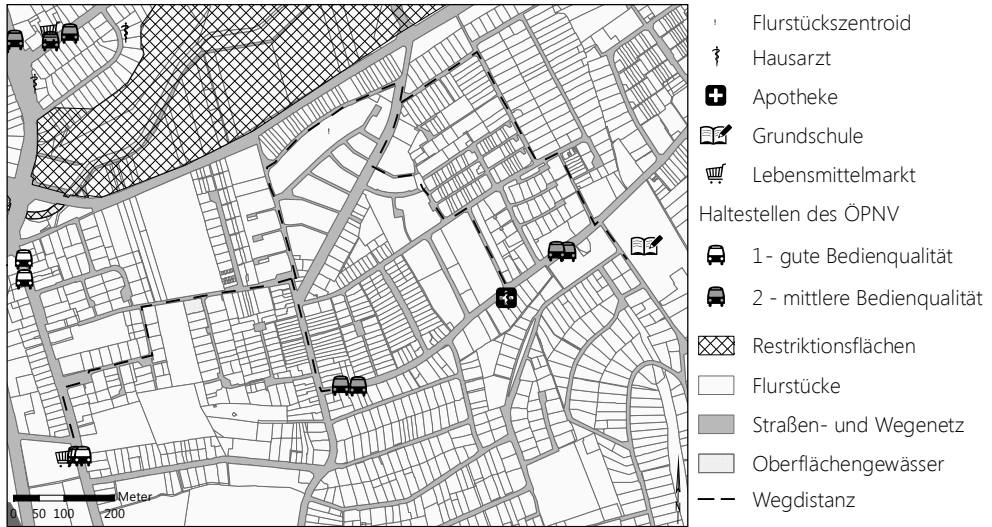 Flurstückszentroid
Hausarzt
Apotheke
Grundschule
Lebensmittelmarkt
Haltestellen des ÖPNV
1- gute Bedienqualität
2 - mittlere Bedienqualität
Restriktionsflächen
Flurstücke
Straßen- und Wegenetz
Oberflächengewässer
Wegdistanz
Meter
0 50 100 200